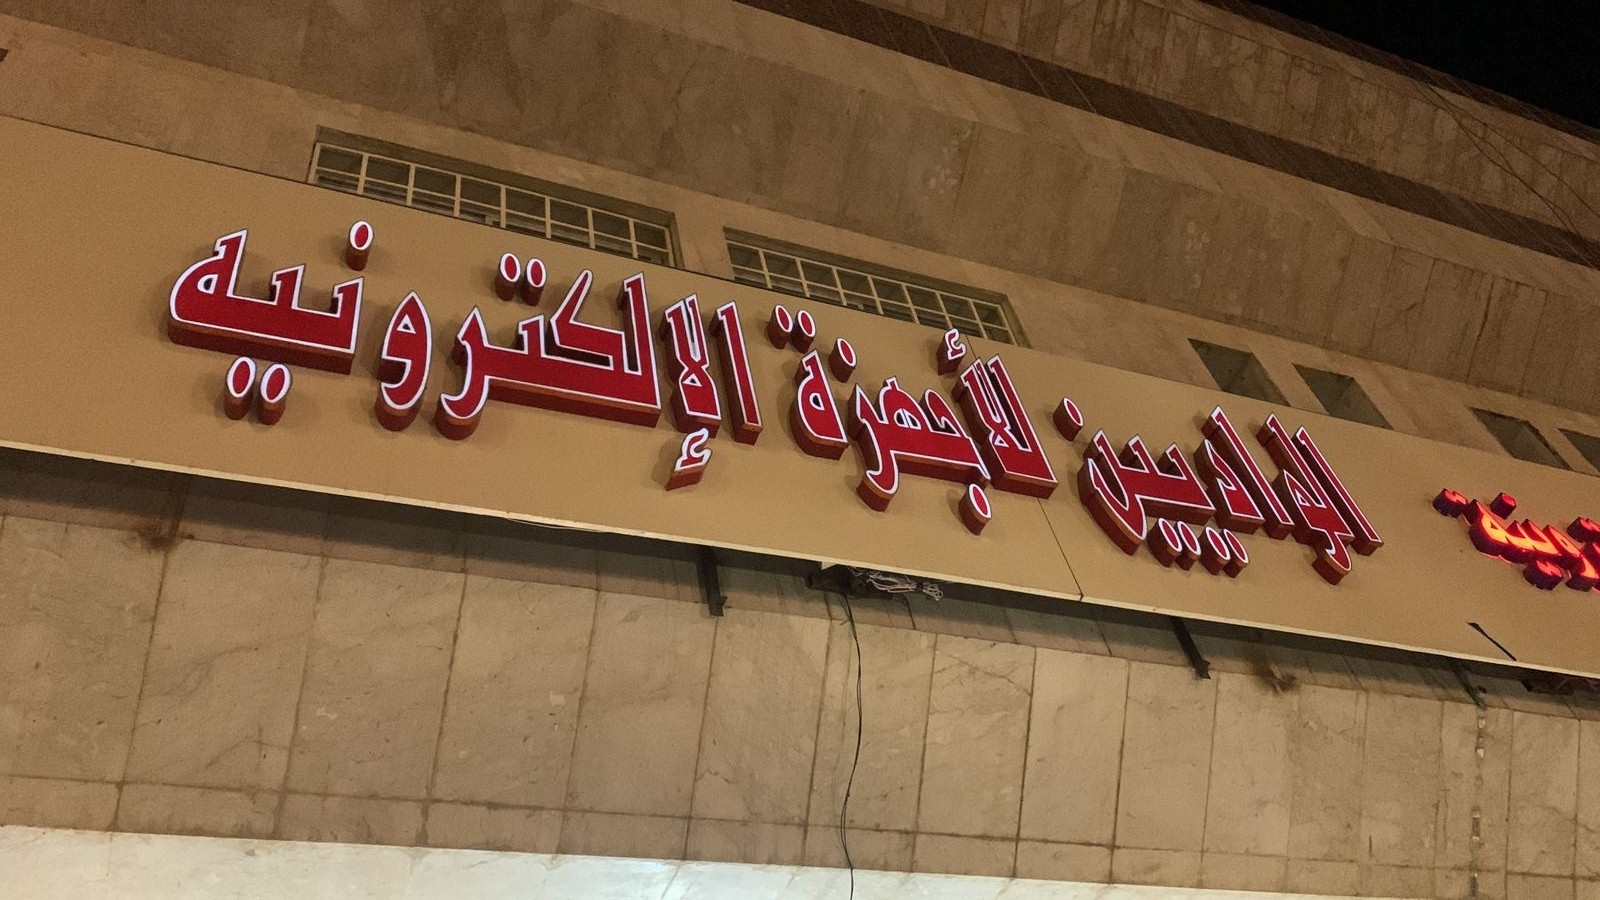 الواديين للأجهزة الإلكترونيه